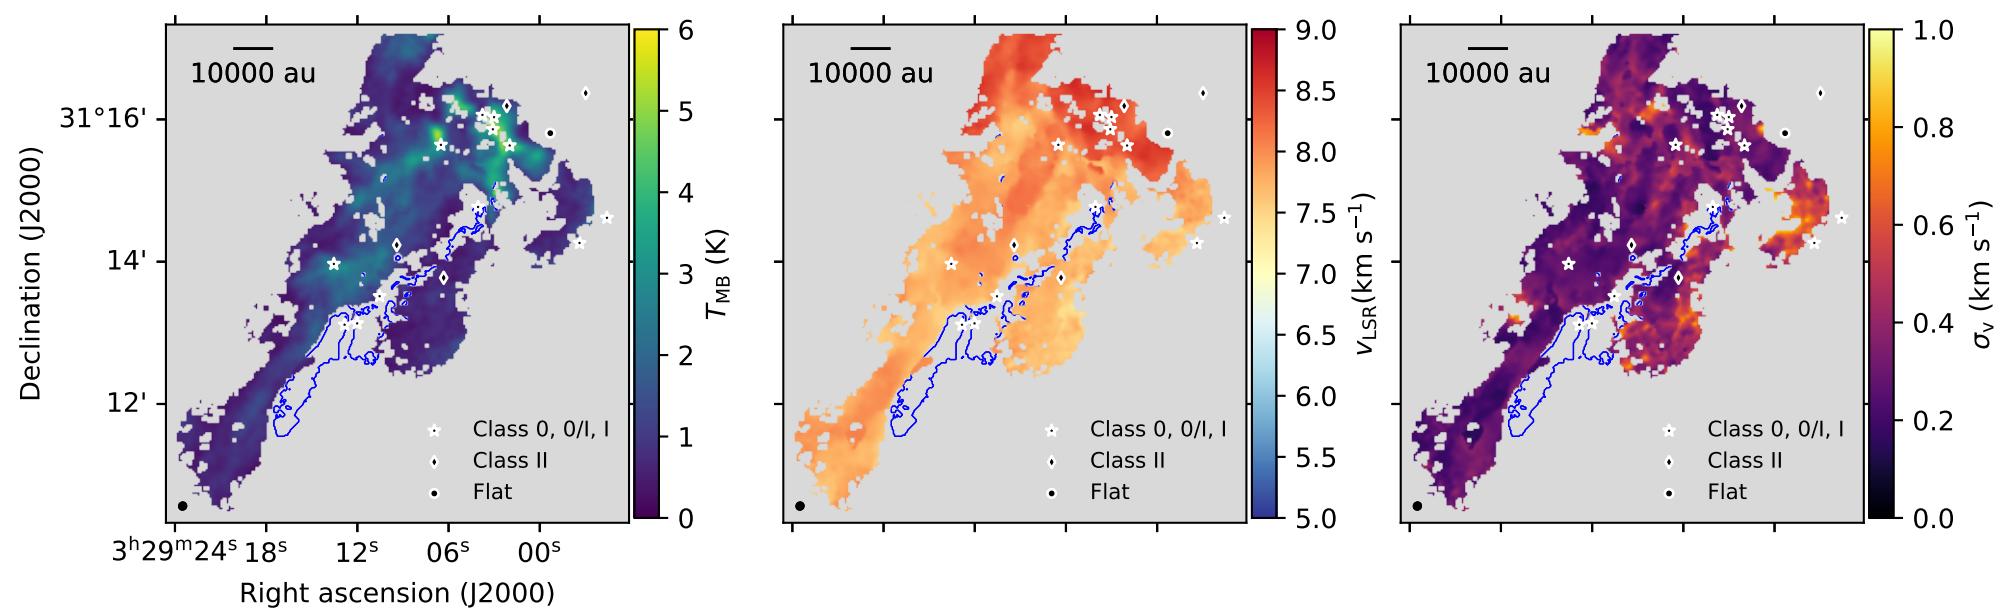 10000 au
31°16'
14'
12'
Declination (J2000)
3ʰ29ᵐ24ˢ 18ˢ 12ˢ 06ˢ 00ˢ
Right ascension (J2000)
Class 0, 0/I, I
Class II
Flat
6
5
4
3
2
1
0
T_MB (K)
10000 au
Class 0, 0/I, I
Class II
Flat
9.0
8.5
8.0
7.5
7.0
6.5
6.0
5.5
5.0
v_LSR(km s⁻¹)
10000 au
Class 0, 0/I, I
Class II
Flat
1.0
0.8
0.6
0.4
0.2
0.0
σ_v (km s⁻¹)